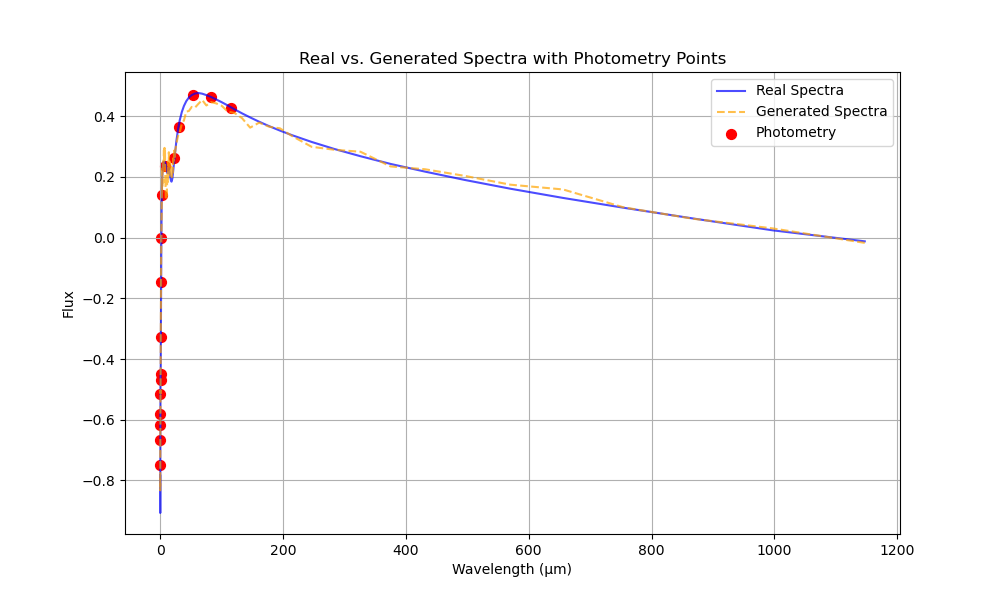 Real vs. Generated Spectra with Photometry Points
Real Spectra
Generated Spectra
Photometry
Flux
0.4
0.2
0.0
−0.2
−0.4
−0.6
−0.8
0
200
400
600
800
1000
1200
Wavelength (μm)